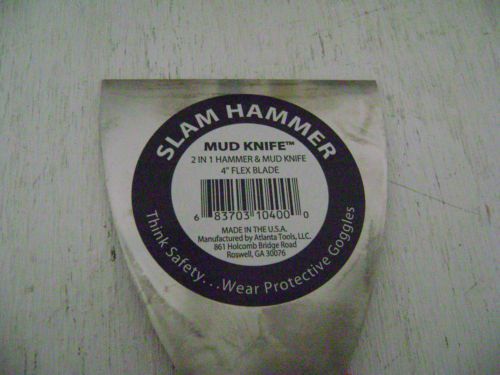 SLAM HAMMER
MUD KNIFE™
2 IN 1 HAMMER & MUD KNIFE
4" FLEX BLADE
6 83703 10400 0
MADE IN THE U.S.A.
Manufactured by Atlanta Tools, LLC.
861 Holcomb Bridge Road
Roswell, GA 30076
Think Safety...Wear Protective Goggles